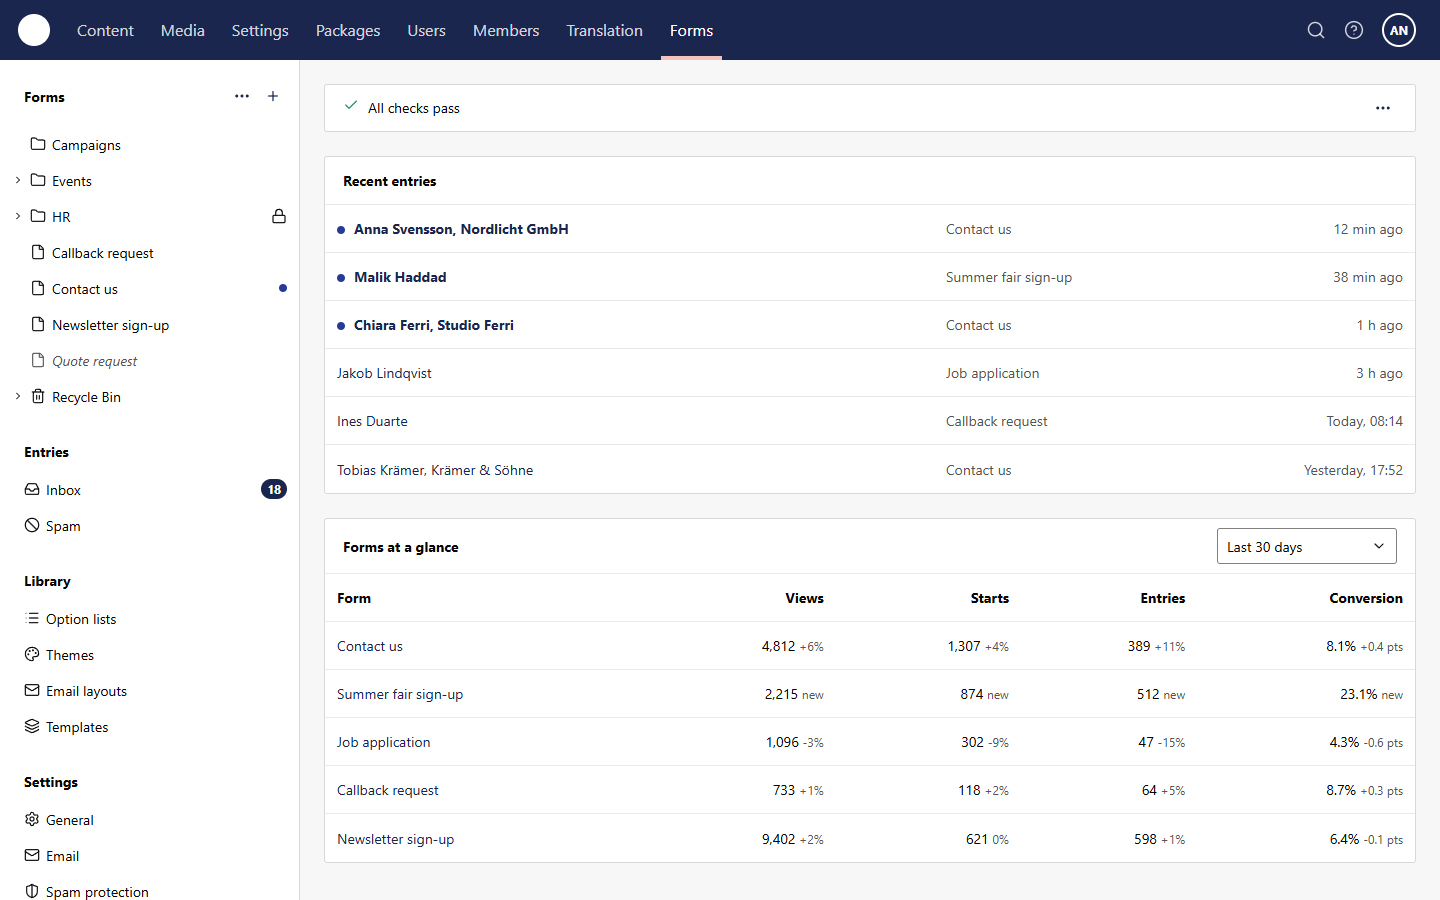 Content Media Settings Packages Users Members Translation Forms AN
Forms
Campaigns
Events
HR
Callback request
Contact us
Newsletter sign-up
Quote request
Recycle Bin
Entries
Inbox 18
Spam
Library
Option lists
Themes
Email layouts
Templates
Settings
General
Email
Spam protection
All checks pass
Recent entries
Anna Svensson, Nordlicht GmbH Contact us 12 min ago
Malik Haddad Summer fair sign-up 38 min ago
Chiara Ferri, Studio Ferri Contact us 1 h ago
Jakob Lindqvist Job application 3 h ago
Ines Duarte Callback request Today, 08:14
Tobias Krämer, Krämer & Söhne Contact us Yesterday, 17:52
Forms at a glance Last 30 days
Form Views Starts Entries Conversion
Contact us 4,812 +6% 1,307 +4% 389 +11% 8.1% +0.4 pts
Summer fair sign-up 2,215 new 874 new 512 new 23.1% new
Job application 1,096 -3% 302 -9% 47 -15% 4.3% -0.6 pts
Callback request 733 +1% 118 +2% 64 +5% 8.7% +0.3 pts
Newsletter sign-up 9,402 +2% 621 0% 598 +1% 6.4% -0.1 pts